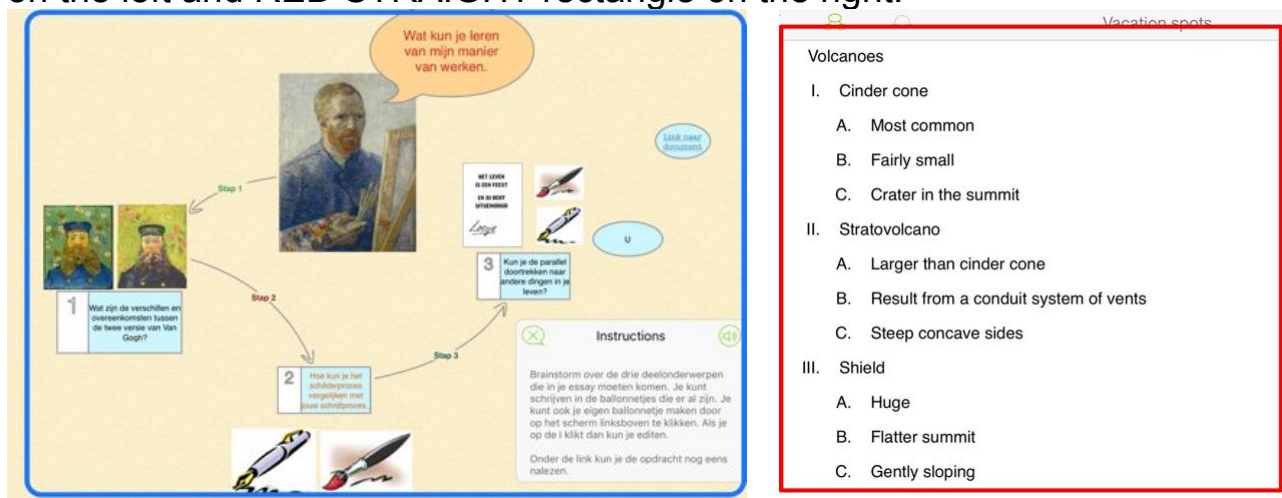 on the left and RED STRAIGHT rectangle on the right.
Wat kun je leren
van mijn manier
van werken.
Link naar
document
Stap 1
HET LEVEN
IS EEN FEEST
EN JIJ BENT
UITGENODIGD
Loesje
U
3
Kun je de parallel
doortrekken naar
andere dingen in je
leven?
1
Wat zijn de verschillen en
overeenkomsten tussen
de twee versie van Van
Gogh?
Stap 2
Stap 3
2
Hoe kun je het
schilderproces
vergelijken met
jouw schrijfproces.
Instructions
Brainstorm over de drie deelonderwerpen
die in je essay moeten komen. Je kunt
schrijven in de ballonnetjes die er al zijn. Je
kunt ook je eigen ballonnetje maken door
op het scherm linksboven te klikken. Als je
op de I klikt dan kun je editen.
Onder de link kun je de opdracht nog eens
nalezen.
Vacation spots
Volcanoes
I. Cinder cone
A. Most common
B. Fairly small
C. Crater in the summit
II. Stratovolcano
A. Larger than cinder cone
B. Result from a conduit system of vents
C. Steep concave sides
III. Shield
A. Huge
B. Flatter summit
C. Gently sloping